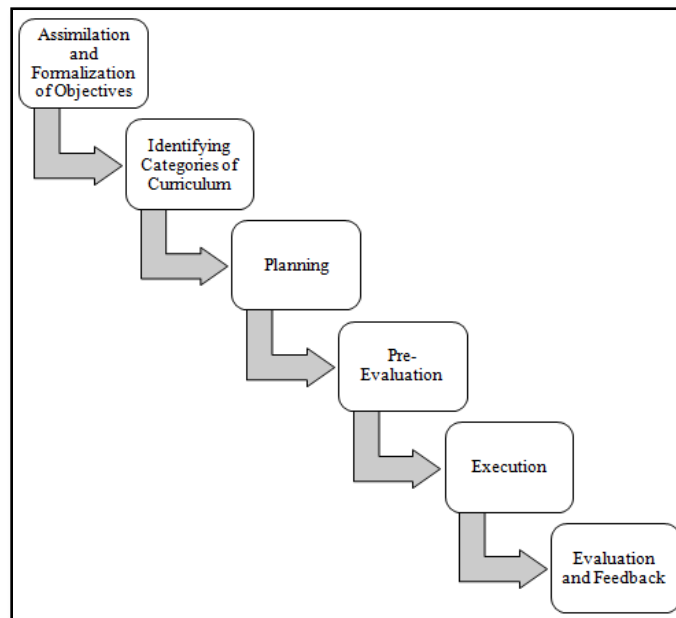 Assimilation
and
Formalization
of Objectives
Identifying
Categories of
Curriculum
Planning
Pre-
Evaluation
Execution
Evaluation
and Feedback